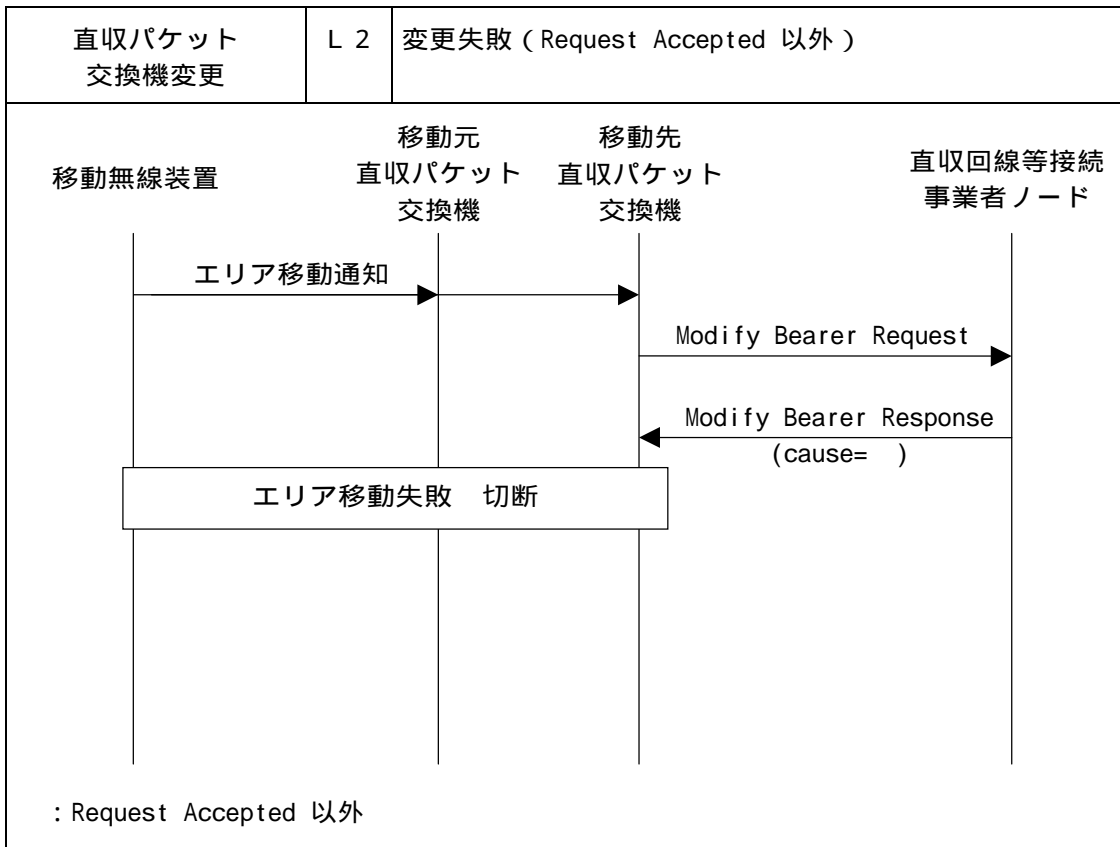 直収パケット
交換機変更
Ｌ２
変更失敗（Request Accepted 以外）
移動無線装置
移動元
直収パケット
交換機
移動先
直収パケット
交換機
直収回線等接続
事業者ノード
エリア移動通知
Modify Bearer Request
Modify Bearer Response
(cause=　)
エリア移動失敗　切断
：Request Accepted 以外